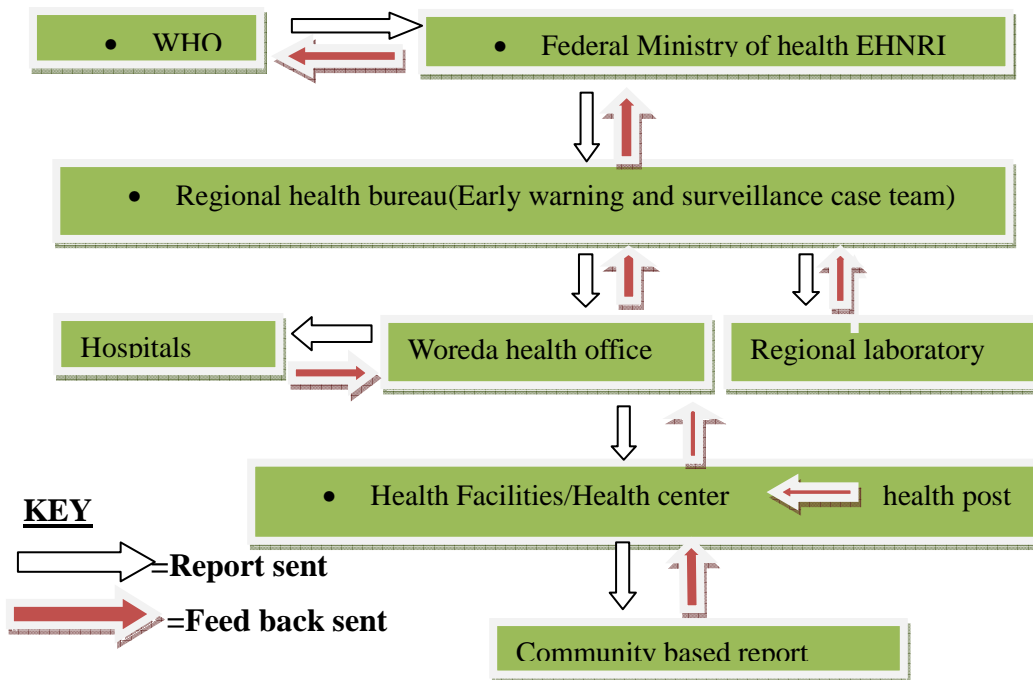 • WHO
• Federal Ministry of health EHNRI
• Regional health bureau(Early warning and surveillance case team)
Hospitals
Woreda health office
Regional laboratory
• Health Facilities/Health center
health post
KEY
=Report sent
=Feed back sent
Community based report